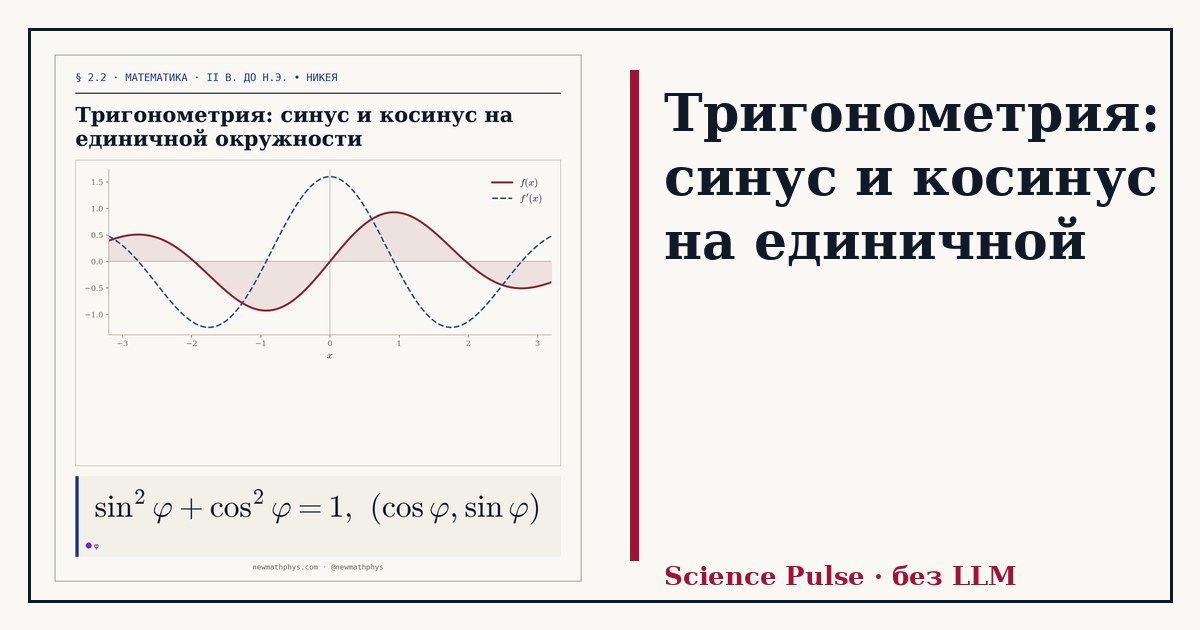 § 2.2 · МАТЕМАТИКА · II В. ДО Н.Э. • НИКЕЯ
Тригонометрия: синус и косинус на
единичной окружности
1.5
1.0
0.5
0.0
−0.5
−1.0
−3 −2 −1 0 1 2 3
x
f(x)
f′(x)
sin² φ + cos² φ = 1, (cos φ, sin φ)
φ
newmathphys.com · @newmathphys
Тригонометрия:
синус и косинус
на единичной
Science Pulse · без LLM